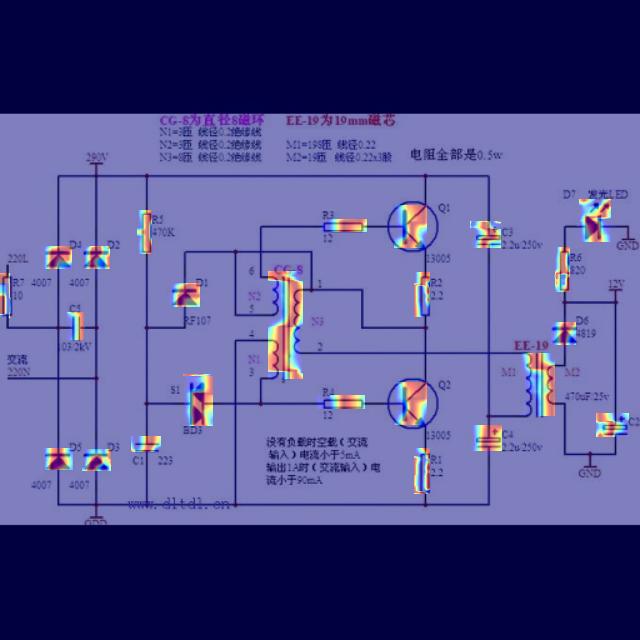 CG-8为直径8磁环 EE-19为19mm磁芯
N1=3匝 线径0.2绝缘线
N2=3匝 线径0.2绝缘线 M1=198匝 线径0.22
N3=8匝 线径0.2绝缘线 M2=19匝 线径0.22x3股
电阻全部是0.5w
290V
D7 发光LED
Q1
R5
470K
R3
12
C3
2.2u/250v
D4 D2
GND
220L
CG-8
13005
R6
820
R7
10
4007 4007
6
1
D1
R2
2.2
12V
N2
5
C5
103/2kV
RF107
N3
D6
4819
4
2
EE-19
交流
220N
N1
3
M1 M2
S1
R4
12
Q2
470uF/25v
C2
BD3
13005
没有负载时空载(交流
输入)电流小于5mA
输出1A时(交流输入)电
流小于90mA
C4
2.2u/250v
D5 D3
C1 223
R1
2.2
GND
4007 4007
www.dltdl.cn
GND